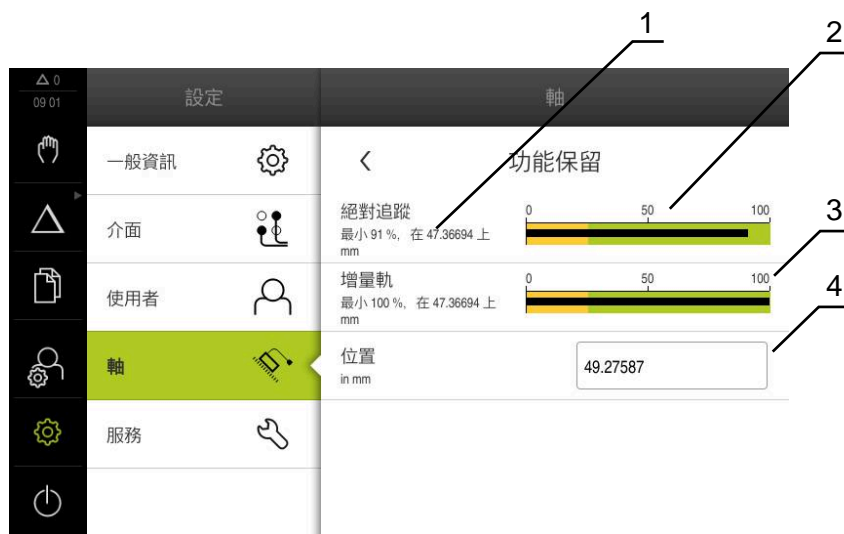 1
2
△ 0
09 01
設定
軸
一般資訊
功能保留
介面
絕對追蹤
最小 91 %, 在 47.36694 上
mm
0 50 100
3
使用者
增量軌
最小 100 %, 在 47.36694 上
mm
0 50 100
4
軸
位置
in mm
49.27587
服務